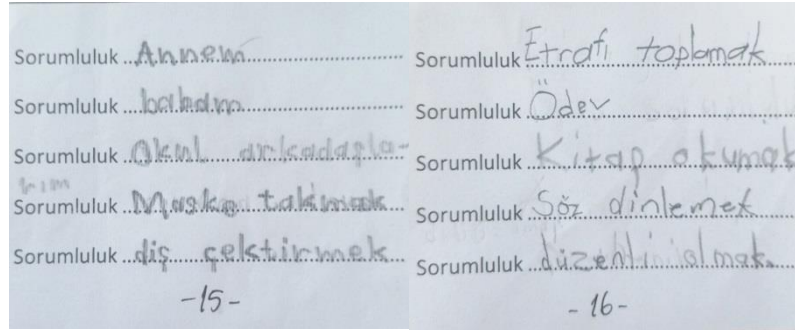 Sorumluluk ..Annem..............................
Sorumluluk ....babam..........................
Sorumluluk ..Okul arkadaşla-
rım
Sorumluluk ..Maske takmak...
Sorumluluk ..diş çektirmek...
-15-
Sorumluluk Etrafı toplamak
Sorumluluk .Ödev..............................
Sorumluluk ..Kitap okumak
Sorumluluk .Söz dinlemek
Sorumluluk ..düzenli olmak..
-16-